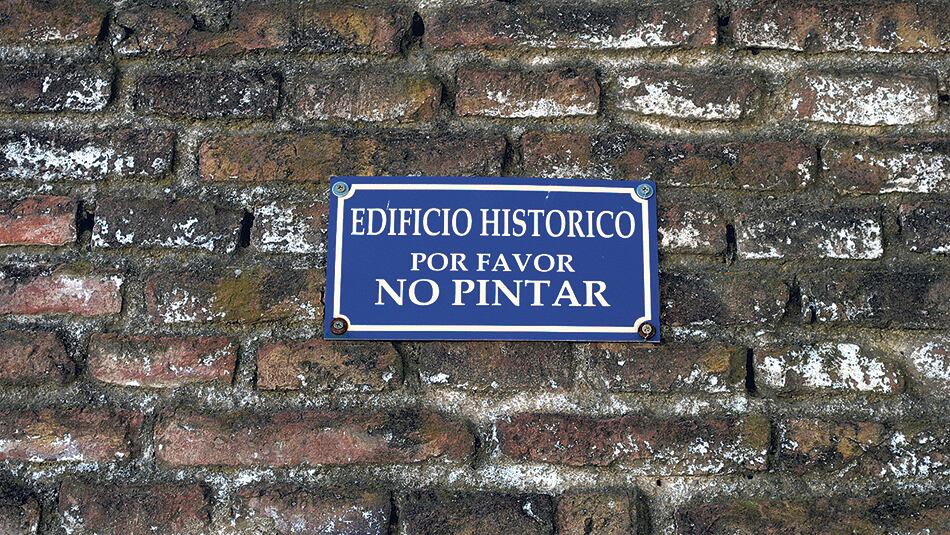 EDIFICIO HISTORICO
POR FAVOR
NO PINTAR